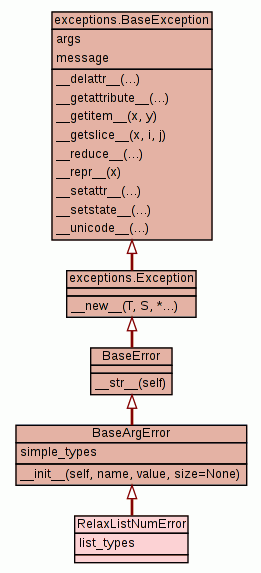 exceptions.BaseException
args
message
__delattr__(...)
__getattribute__(...)
__getitem__(x, y)
__getslice__(x, i, j)
__reduce__(...)
__repr__(x)
__setattr__(...)
__setstate__(...)
__unicode__(...)
exceptions.Exception
__new__(T, S, *...)
BaseError
__str__(self)
BaseArgError
simple_types
__init__(self, name, value, size=None)
RelaxListNumError
list_types